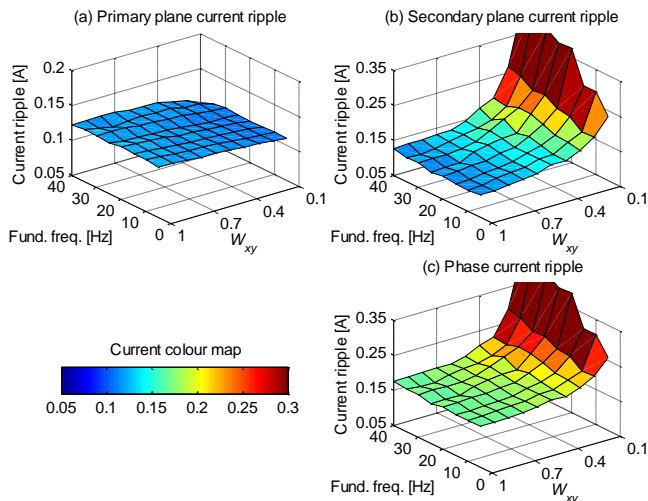 (a) Primary plane current ripple
Current ripple [A]
0.2
0.15
0.1
0.05
40
30
20
10
0
Fund. freq. [Hz]
1
0.7
0.4
0.1
Wxy
(b) Secondary plane current ripple
Current ripple [A]
0.35
0.25
0.15
0.05
40
30
20
10
0
Fund. freq. [Hz]
1
0.7
0.4
0.1
Wxy
Current colour map
0.05 0.1 0.15 0.2 0.25 0.3
(c) Phase current ripple
Current ripple [A]
0.35
0.25
0.15
0.05
40
30
20
10
0
Fund. freq. [Hz]
1
0.7
0.4
0.1
Wxy